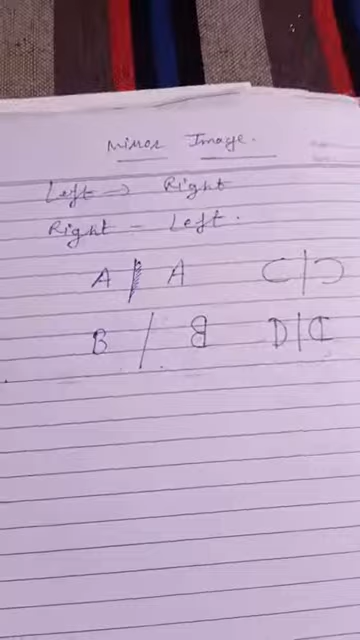 Mirror Image.
Left → Right
Right – Left.
A | A C | Ɔ
B | ᗺ D | ᗡ